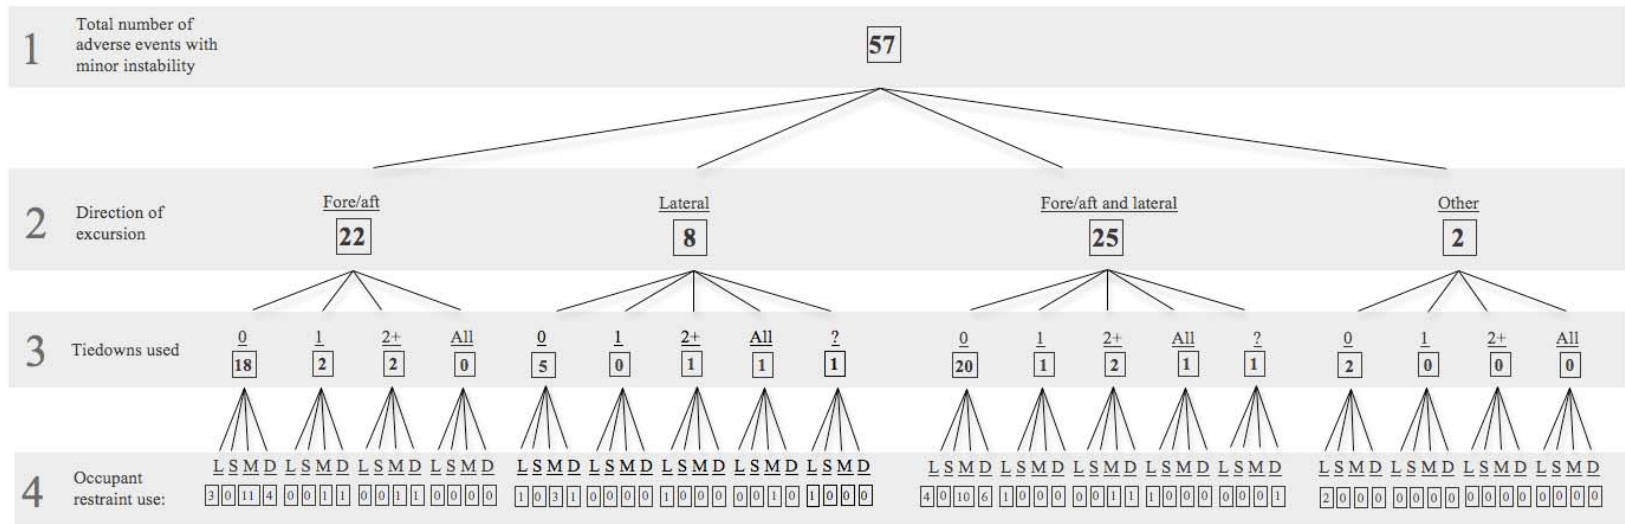 1
Total number of
adverse events with
minor instability
57
2
Direction of
excursion
Fore/aft
22
Lateral
8
Fore/aft and lateral
25
Other
2
3
Tiedowns used
0 1 2+ All 0 1 2+ All ? 0 1 2+ All ? 0 1 2+ All
18 2 2 0 5 0 1 1 1 20 1 2 1 1 2 0 0 0
4
Occupant
restraint use:
L S M D L S M D L S M D L S M D L S M D L S M D L S M D L S M D L S M D L S M D L S M D L S M D L S M D L S M D L S M D L S M D L S M D L S M D
3 0 11 4 0 0 1 1 0 0 1 1 0 0 0 0 1 0 3 1 0 0 0 0 1 0 0 0 0 0 1 0 1 0 0 0 4 0 10 6 1 0 0 0 0 0 1 1 1 0 0 0 0 0 0 1 2 0 0 0 0 0 0 0 0 0 0 0 0 0 0 0